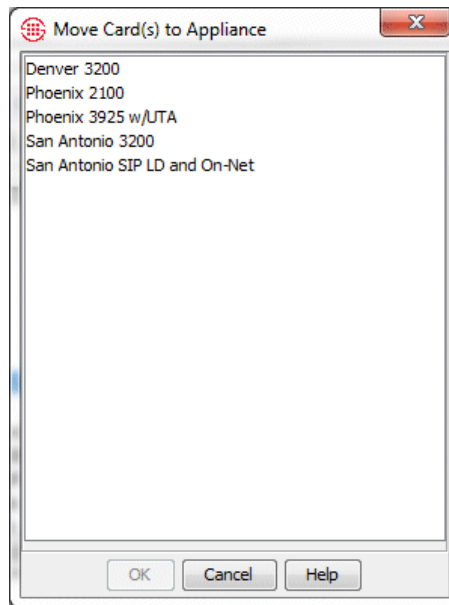 Move Card(s) to Appliance
Denver 3200
Phoenix 2100
Phoenix 3925 w/UTA
San Antonio 3200
San Antonio SIP LD and On-Net
OK Cancel Help